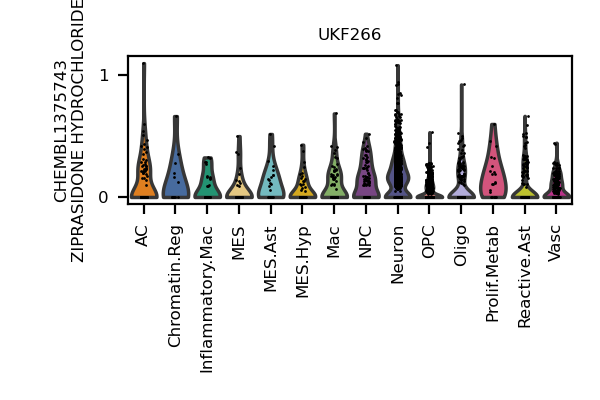 UKF266
CHEMBL1375743
ZIPRASIDONE HYDROCHLORIDE
1
0
AC
Chromatin.Reg
Inflammatory.Mac
MES
MES.Ast
MES.Hyp
Mac
NPC
Neuron
OPC
Oligo
Prolif.Metab
Reactive.Ast
Vasc